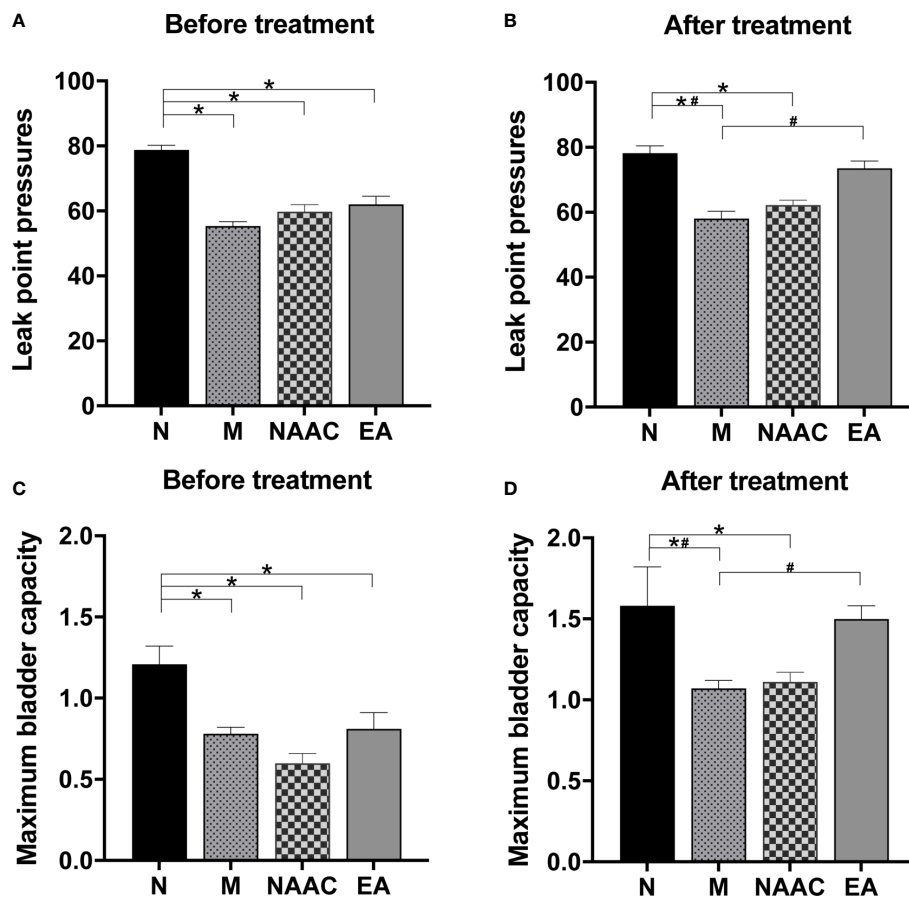 A
Before treatment
Leak point pressures
100
80
60
40
20
0
* 
* 
* 
N M NAAC EA
B
After treatment
Leak point pressures
100
80
60
40
20
0
*
*#
#
N M NAAC EA
C
Before treatment
Maximum bladder capacity
2.0
1.5
1.0
0.5
0.0
*
*
*
N M NAAC EA
D
After treatment
Maximum bladder capacity
2.0
1.5
1.0
0.5
0.0
*
*#
#
N M NAAC EA